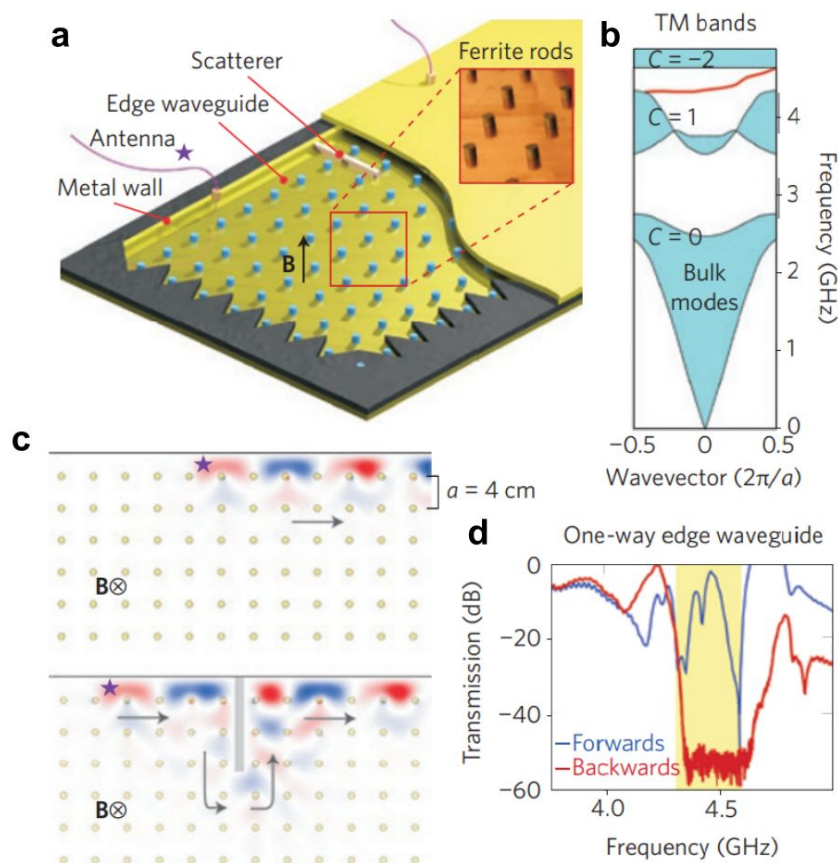 a
Scatterer
Edge waveguide
Antenna
Metal wall
Ferrite rods
B
b
TM bands
C = −2
C = 1
C = 0
Bulk
modes
4
3
2
1
0
Frequency (GHz)
−0.5
0
0.5
Wavevector (2π/a)
c
a = 4 cm
B⊗
B⊗
d
One-way edge waveguide
0
−20
−40
−60
Transmission (dB)
Forwards
Backwards
4.0
4.5
Frequency (GHz)